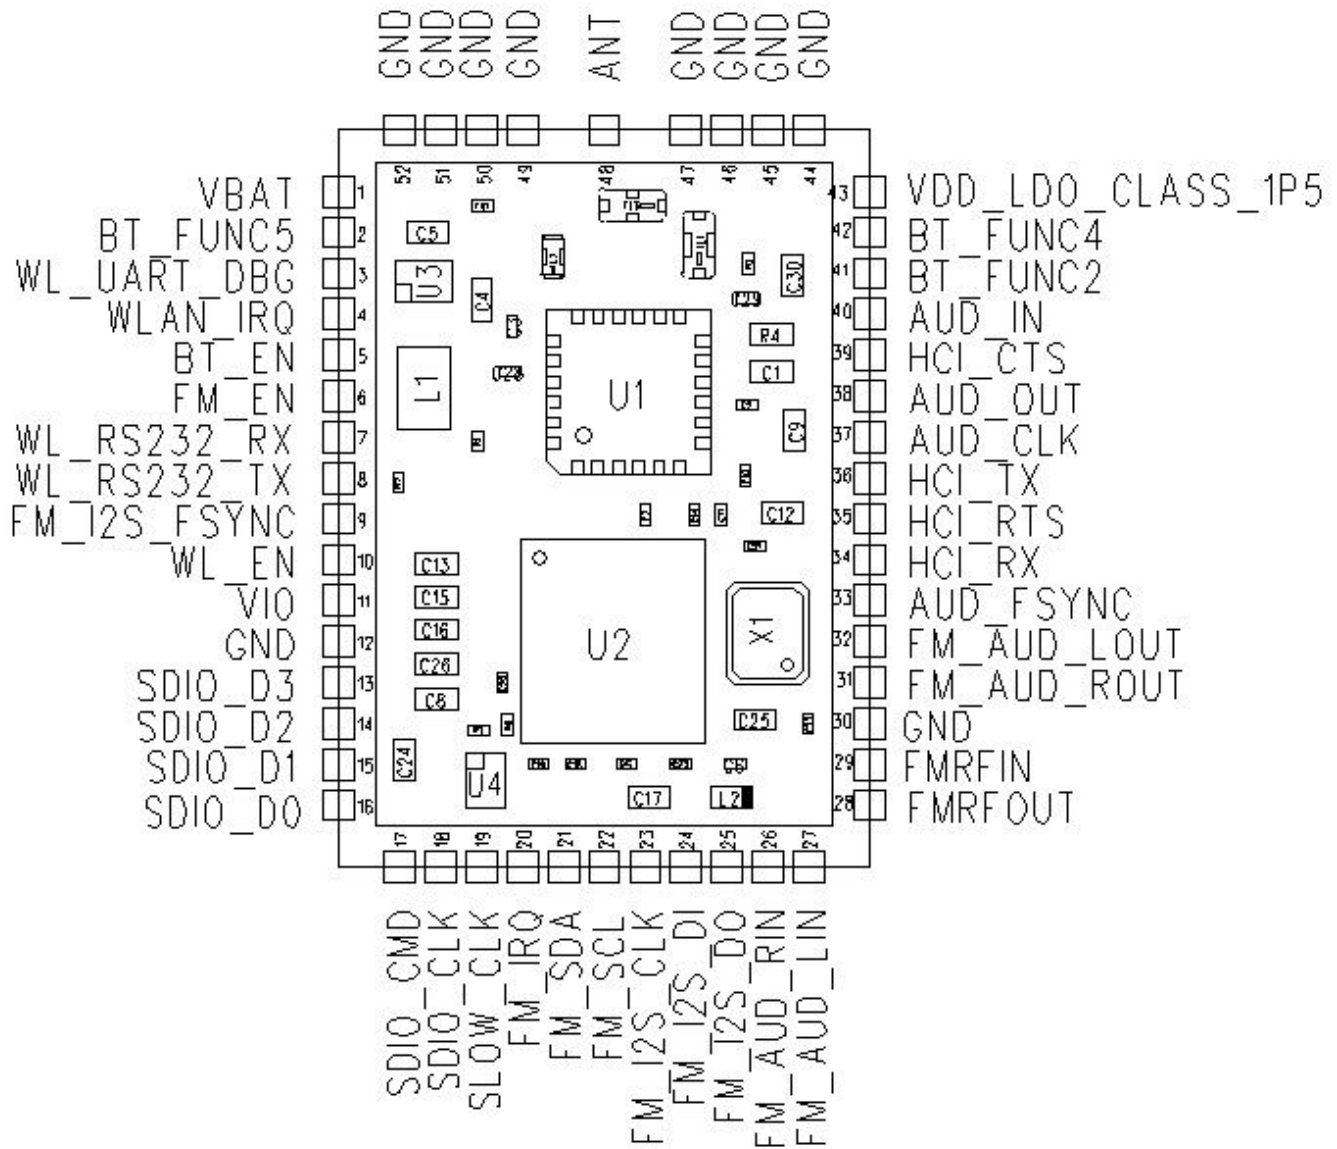 GND
GND
GND
GND
ANT
GND
GND
GND
GND
52
51
50
49
48
47
46
45
44
VBAT 1
BT_FUNC5 2
WL_UART_DBG 3
WLAN_IRQ 4
BT_EN 5
FM_EN 6
WL_RS232_RX 7
WL_RS232_TX 8
FM_I2S_FSYNC 9
WL_EN 10
VIO 11
GND 12
SDIO_D3 13
SDIO_D2 14
SDIO_D1 15
SDIO_D0 16
C5
U3
C4
L1
U1
C28
C30
C29
R4
C1
C9
C12
C13
C15
C16
C26
C8
C24
U4
U2
X1
C25
C17
L2
43 VDD_LDO_CLASS_1P5
42 BT_FUNC4
41 BT_FUNC2
40 AUD_IN
39 HCI_CTS
38 AUD_OUT
37 AUD_CLK
36 HCI_TX
35 HCI_RTS
34 HCI_RX
33 AUD_FSYNC
32 FM_AUD_LOUT
31 FM_AUD_ROUT
30 GND
29 FMRFIN
28 FMRFOUT
17
18
19
20
21
22
23
24
25
26
27
SDIO_CMD
SDIO_CLK
SLOW_CLK
FM_IRQ
FM_SDA
FM_SCL
FM_I2S_CLK
FM_I2S_DI
FM_I2S_DO
FM_AUD_RIN
FM_AUD_LIN